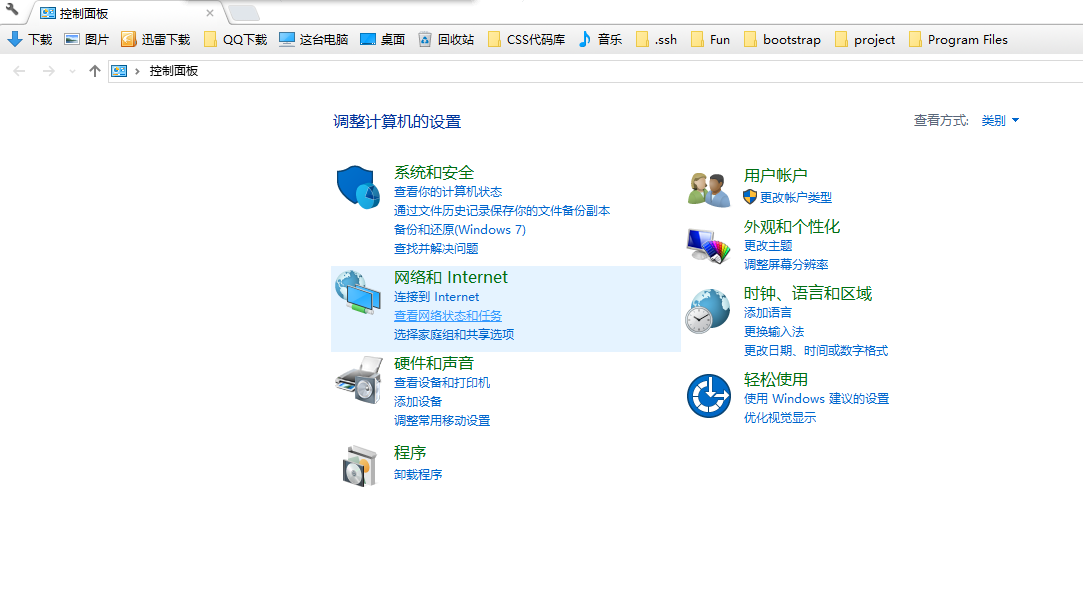 控制面板
下载 图片 迅雷下载 QQ下载 这台电脑 桌面 回收站 CSS代码库 音乐 .ssh Fun bootstrap project Program Files
控制面板
调整计算机的设置
查看方式: 类别
系统和安全
查看你的计算机状态
通过文件历史记录保存你的文件备份副本
备份和还原(Windows 7)
查找并解决问题
网络和 Internet
连接到 Internet
查看网络状态和任务
选择家庭组和共享选项
硬件和声音
查看设备和打印机
添加设备
调整常用移动设置
程序
卸载程序
用户帐户
更改帐户类型
外观和个性化
更改主题
调整屏幕分辨率
时钟、语言和区域
添加语言
更换输入法
更改日期、时间或数字格式
轻松使用
使用 Windows 建议的设置
优化视觉显示